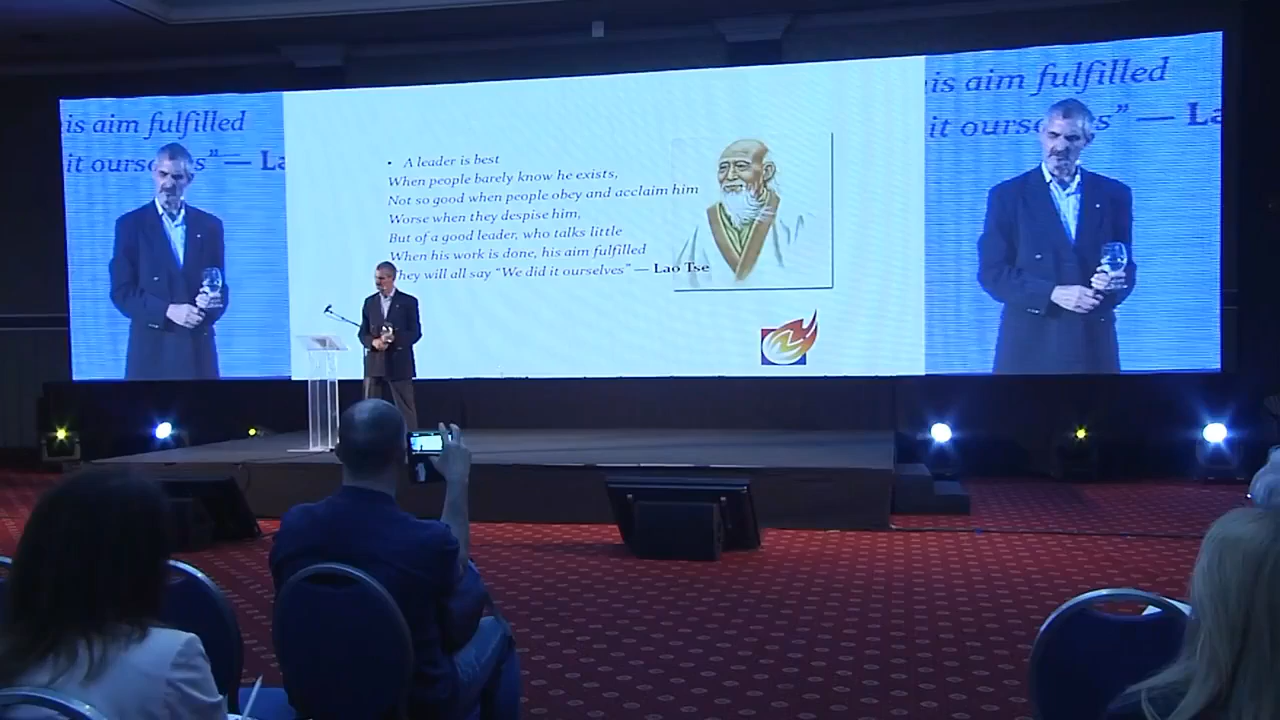 is aim fulfilled
it ourse s” — La
• A leader is best
When people barely know he exists,
Not so good when people obey and acclaim him
Worse when they despise him,
But of a good leader, who talks little
When his work is done, his aim fulfilled
They will all say “We did it ourselves” — Lao Tse
is aim fulfilled
it ourse s” — La